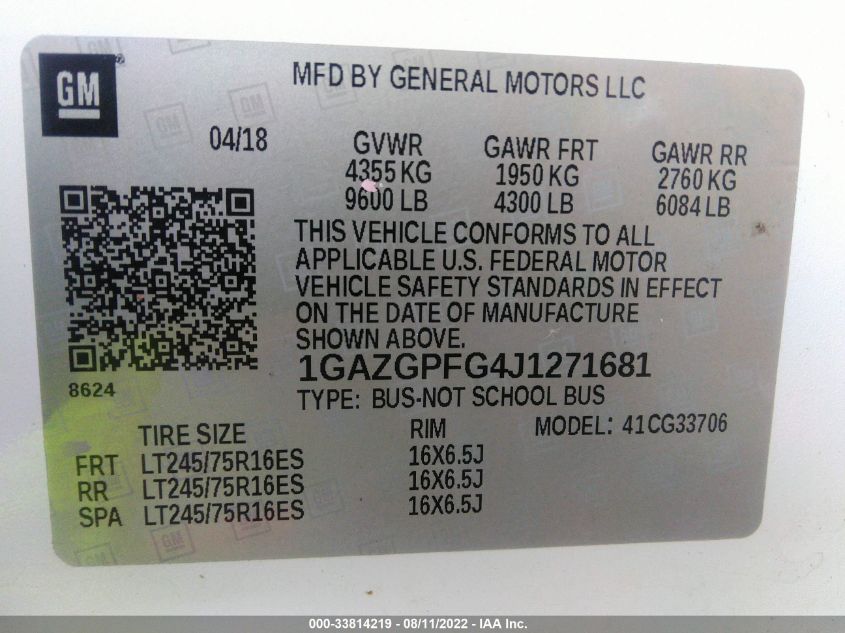 GM ®
MFD BY GENERAL MOTORS LLC
04/18 GVWR GAWR FRT GAWR RR
4355 KG 1950 KG 2760 KG
9600 LB 4300 LB 6084 LB
THIS VEHICLE CONFORMS TO ALL
APPLICABLE U.S. FEDERAL MOTOR
VEHICLE SAFETY STANDARDS IN EFFECT
ON THE DATE OF MANUFACTURE
SHOWN ABOVE.
1GAZGPFG4J1271681
8624
TYPE: BUS-NOT SCHOOL BUS
TIRE SIZE RIM MODEL: 41CG33706
FRT LT245/75R16ES 16X6.5J
RR LT245/75R16ES 16X6.5J
SPA LT245/75R16ES 16X6.5J
000-33814219 - 08/11/2022 - IAA Inc.